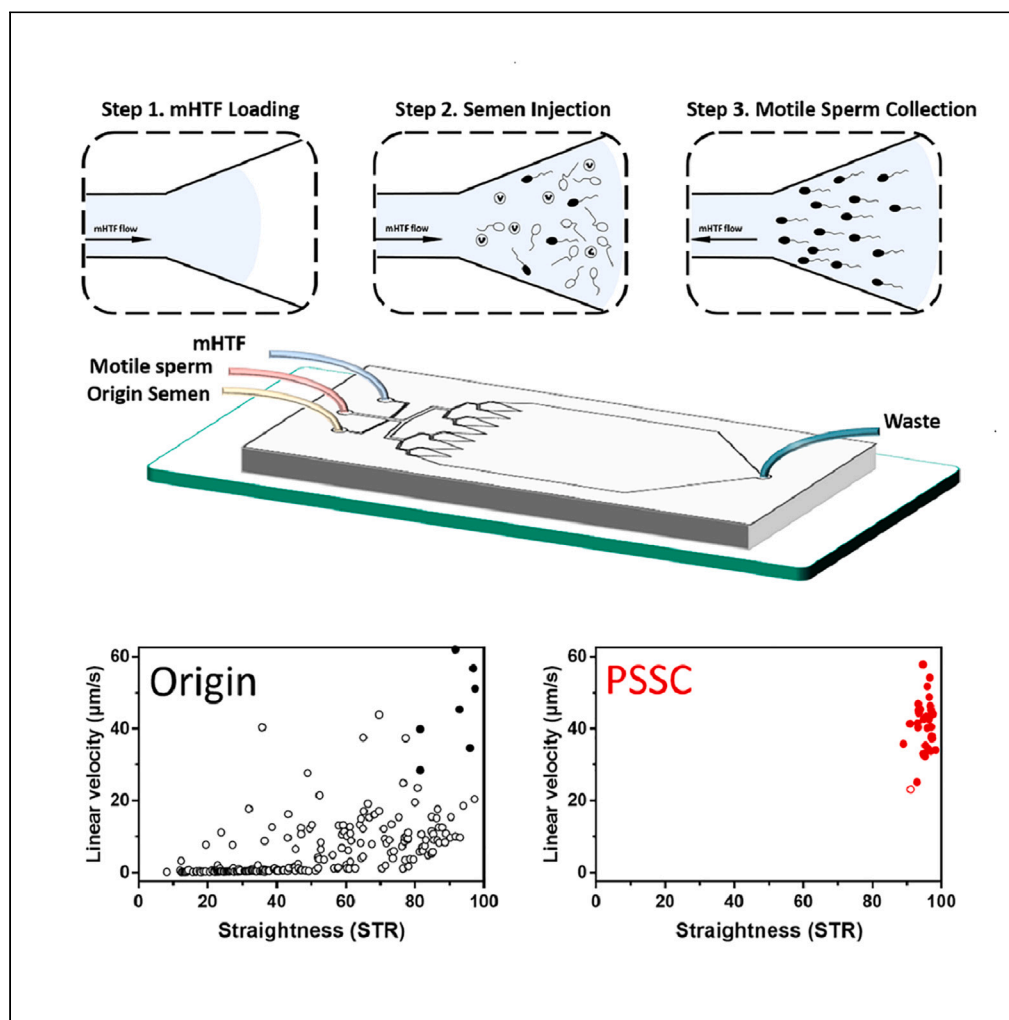 Step 1. mHTF Loading
Step 2. Semen Injection
Step 3. Motile Sperm Collection
mHTF flow
mHTF flow
mHTF flow
mHTF
Motile sperm
Origin Semen
Waste
Origin
Linear velocity (μm/s)
60
40
20
0
0 20 40 60 80 100
Straightness (STR)
PSSC
Linear velocity (μm/s)
60
40
20
0
0 20 40 60 80 100
Straightness (STR)